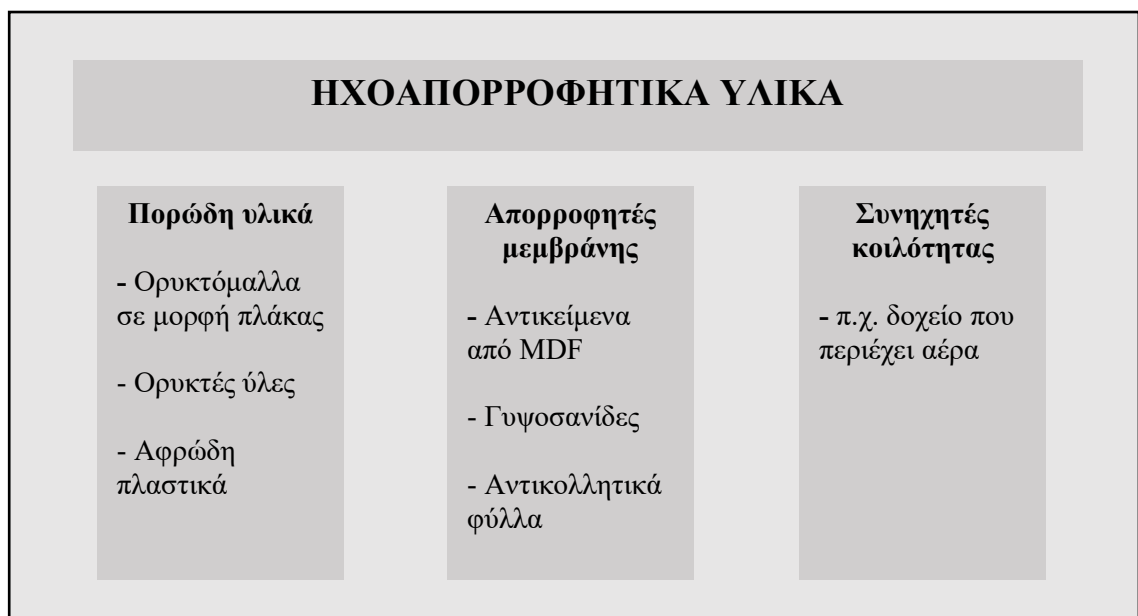 ΗΧΟΑΠΟΡΡΟΦΗΤΙΚΑ ΥΛΙΚΑ
Πορώδη υλικά
- Ορυκτόμαλλα
σε μορφή πλάκας
- Ορυκτές ύλες
- Αφρώδη
πλαστικά
Απορροφητές
μεμβράνης
- Αντικείμενα
από MDF
- Γυψοσανίδες
- Αντικολλητικά
φύλλα
Συνηχητές
κοιλότητας
- π.χ. δοχείο που
περιέχει αέρα